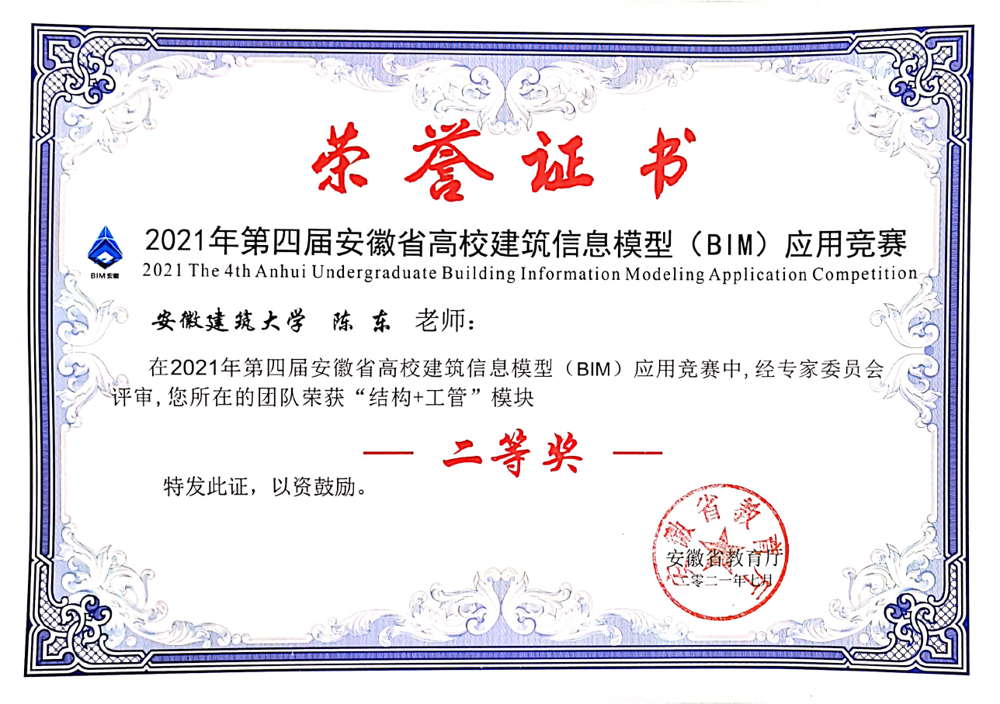 荣誉证书
BIM安徽
2021年第四届安徽省高校建筑信息模型（BIM）应用竞赛
2021 The 4th Anhui Undergraduate Building Information Modeling Application Competition
安徽建筑大学 陈东 老师：
在2021年第四届安徽省高校建筑信息模型（BIM）应用竞赛中,经专家委员会
评审,您所在的团队荣获“结构+工管”模块
二等奖
特发此证，以资鼓励。
安徽省教育厅
安徽省教育厅
二零二一年七月